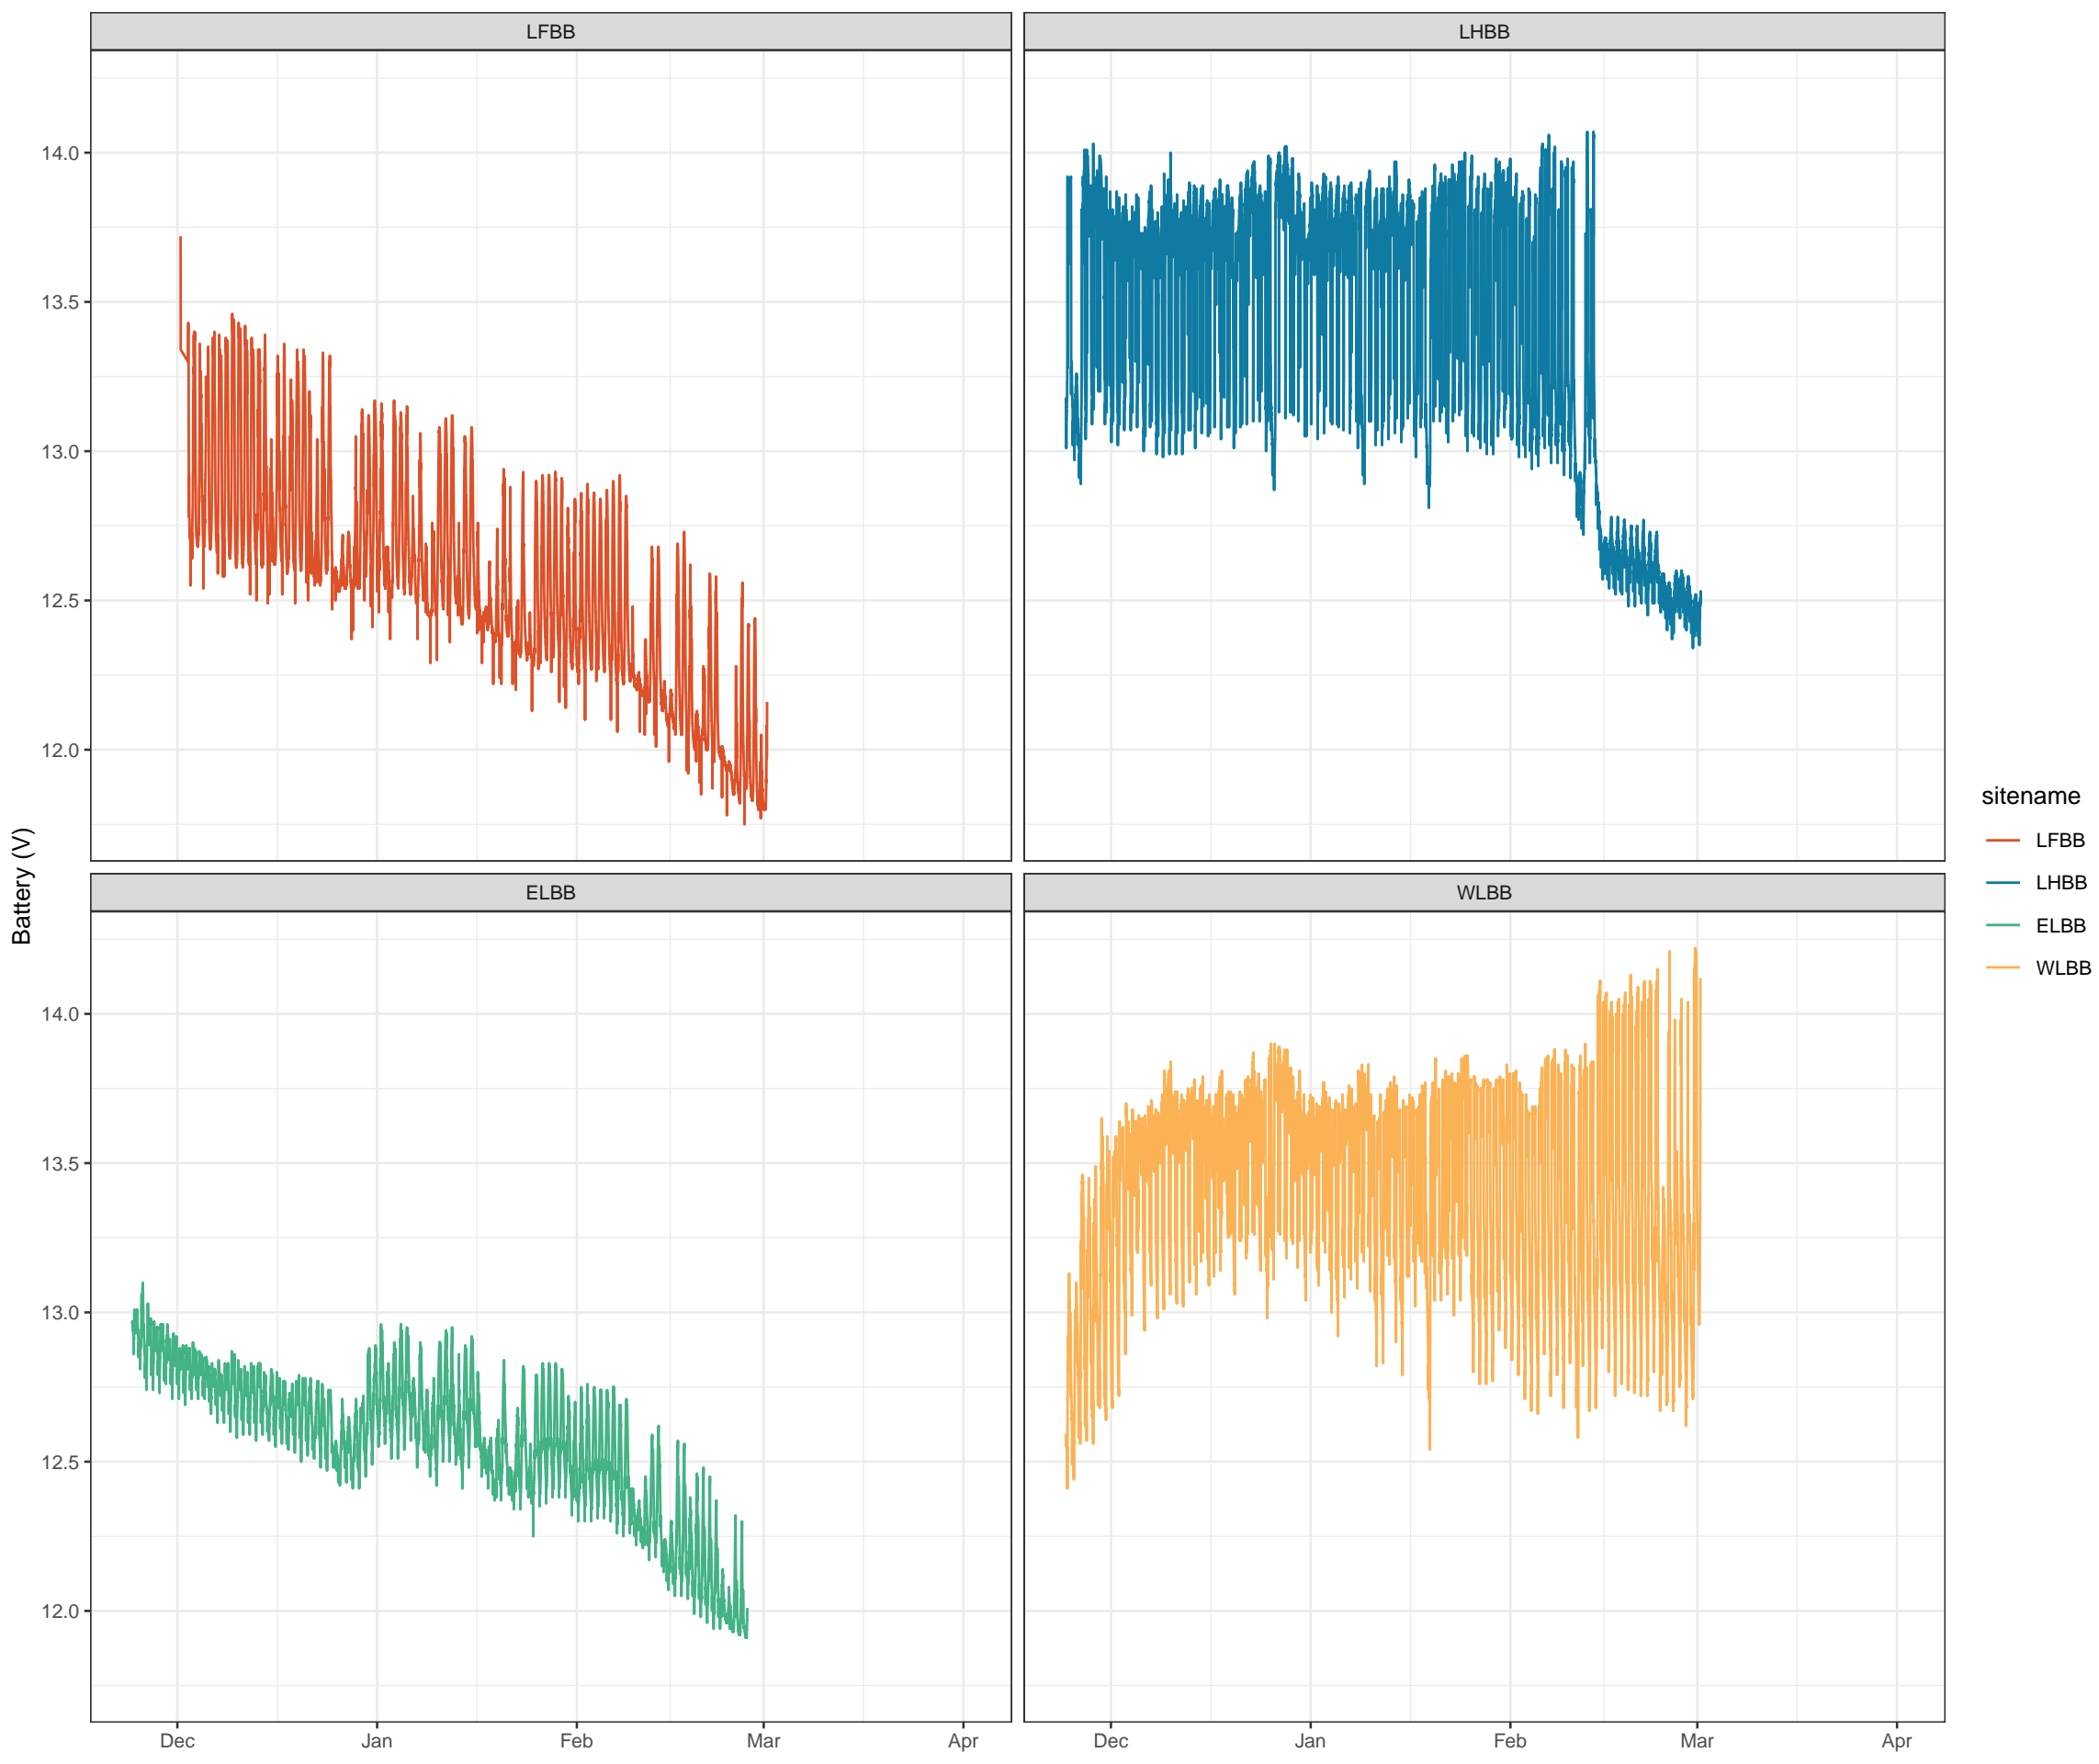 LFBB
LHBB
14.0
13.5
13.0
12.5
12.0
ELBB
WLBB
14.0
13.5
13.0
12.5
12.0
Battery (V)
Dec
Jan
Feb
Mar
Apr
Dec
Jan
Feb
Mar
Apr
sitename
LFBB
LHBB
ELBB
WLBB